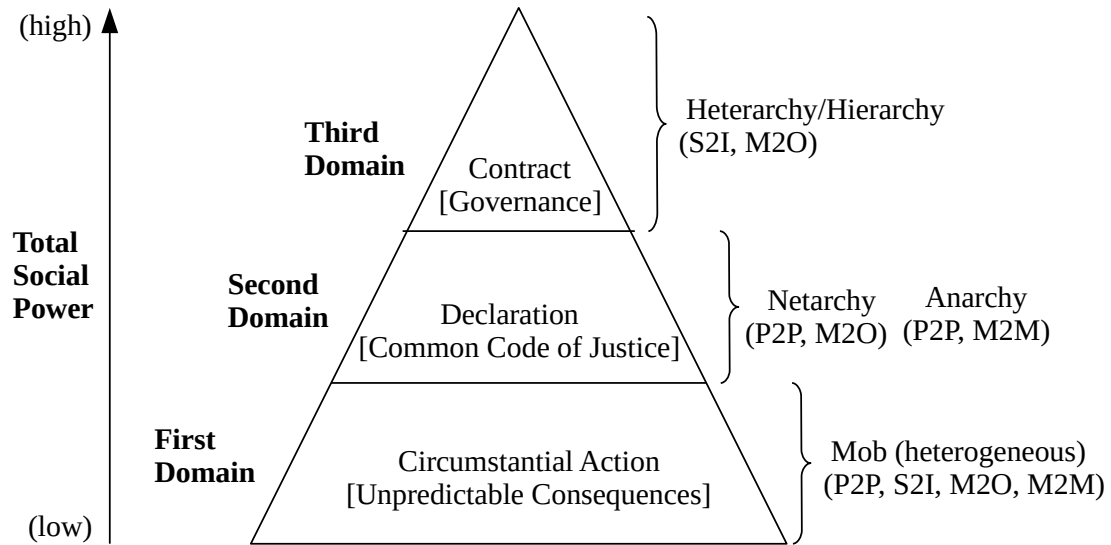 (high)
Third
Domain
Contract
[Governance]
Heterarchy/Hierarchy
(S2I, M2O)
Total
Social
Power
Second
Domain
Declaration
[Common Code of Justice]
Netarchy
(P2P, M2O)
Anarchy
(P2P, M2M)
First
Domain
Circumstantial Action
[Unpredictable Consequences]
Mob (heterogeneous)
(P2P, S2I, M2O, M2M)
(low)